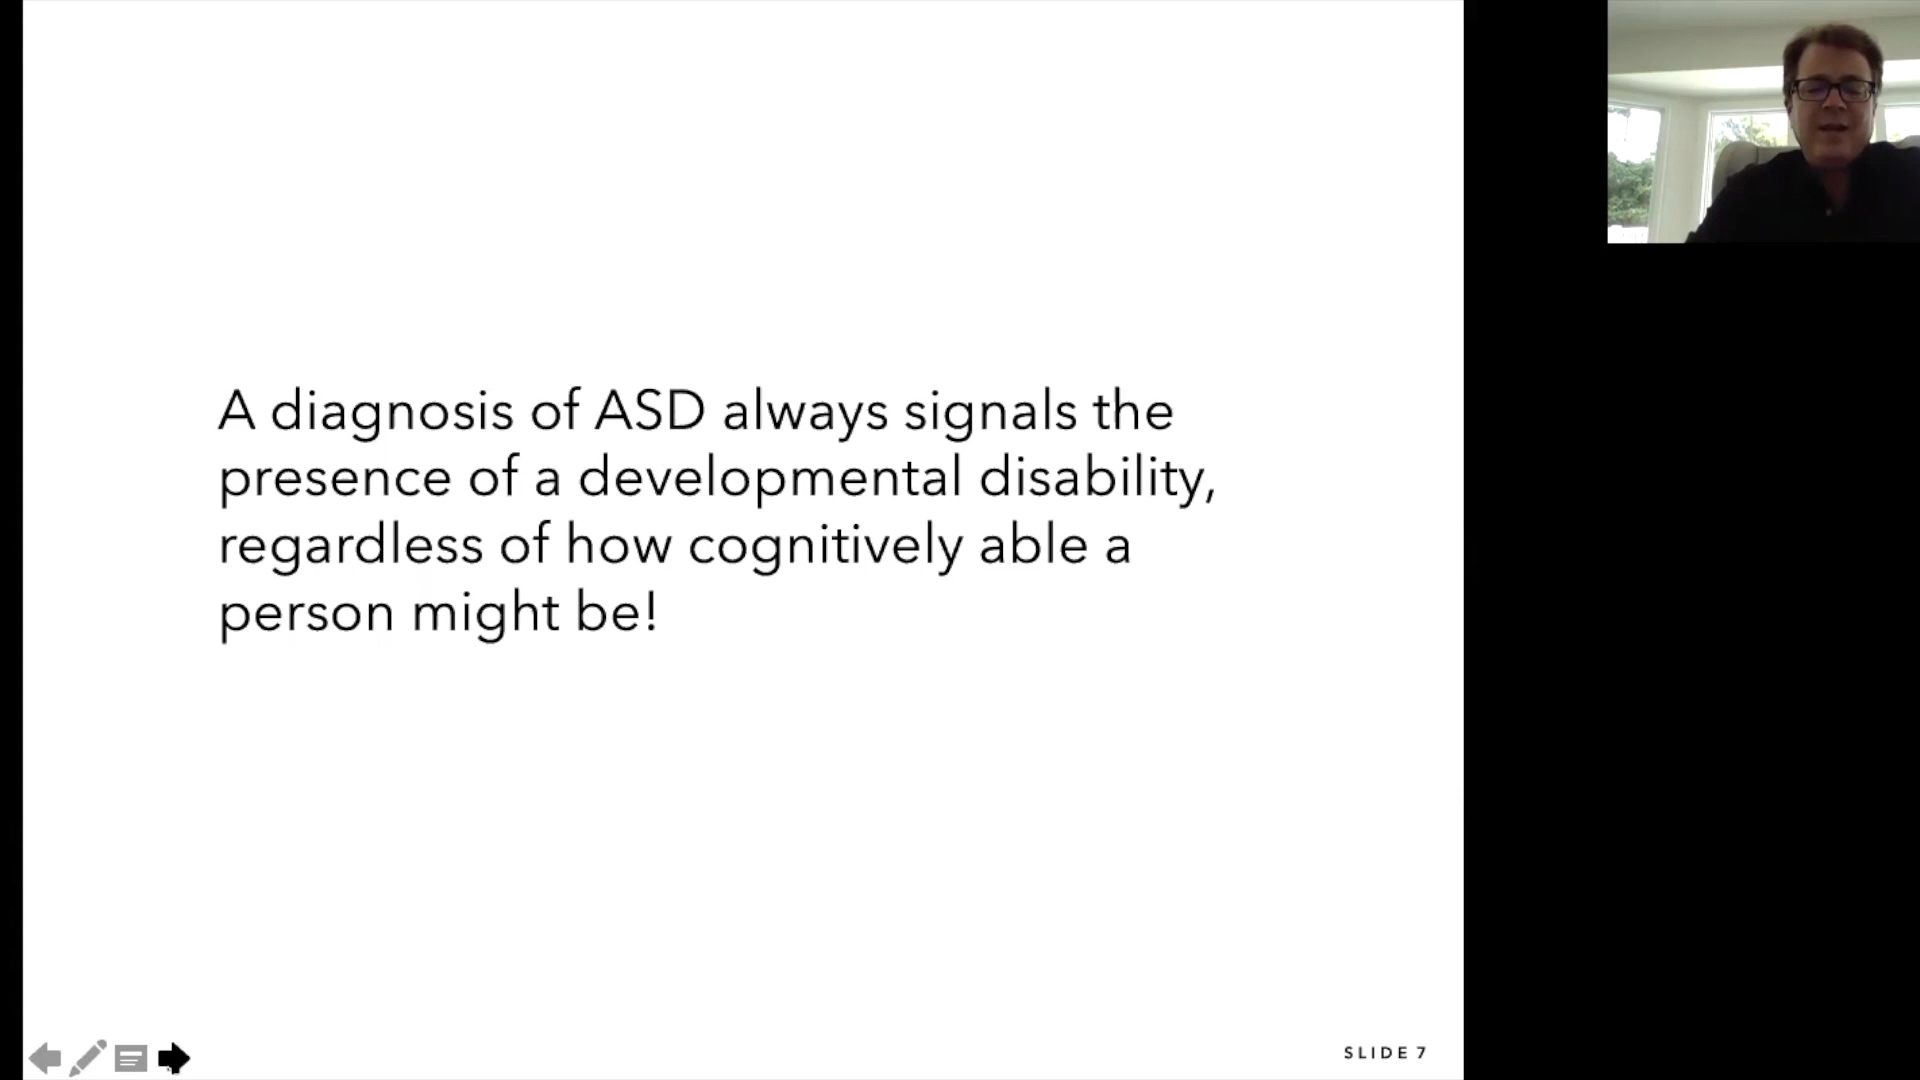 A diagnosis of ASD always signals the
presence of a developmental disability,
regardless of how cognitively able a
person might be!
SLIDE 7